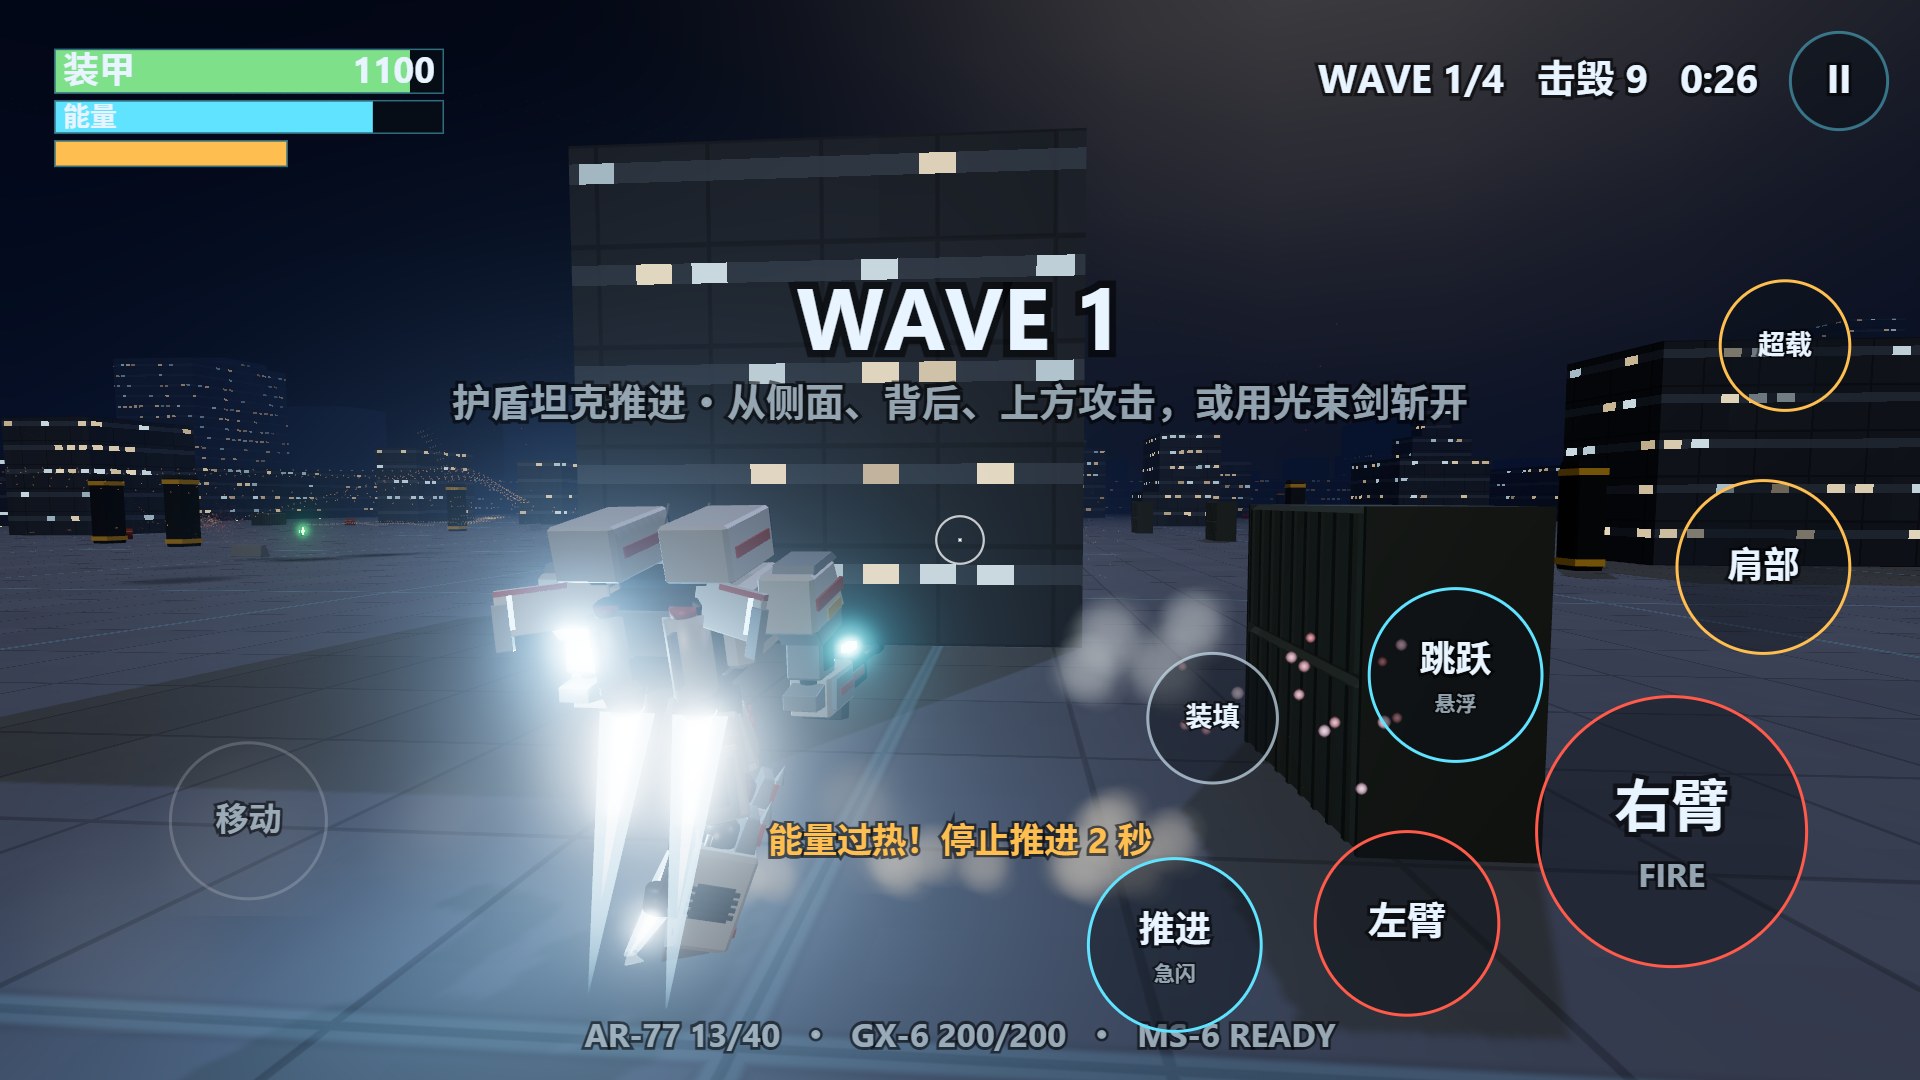 装甲 1100
能量
WAVE 1/4 击毁 9 0:26
WAVE 1
护盾坦克推进·从侧面、背后、上方攻击，或用光束剑斩开
超载
肩部
跳跃
悬浮
装填
移动
右臂
FIRE
能量过热！停止推进 2 秒
左臂
推进
急闪
AR-77 13/40 · GX-6 200/200 · MS-6 READY